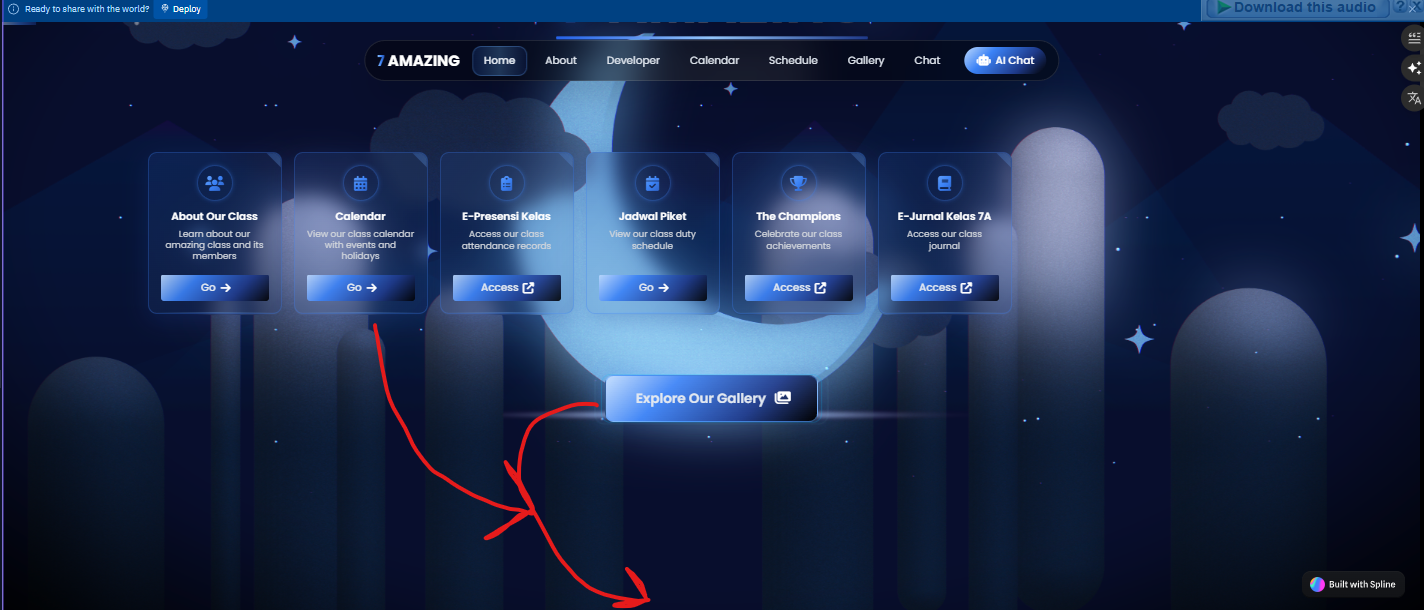 Ready to share with the world? Deploy
Download this audio ? X
7 AMAZING Home About Developer Calendar Schedule Gallery Chat AI Chat
About Our Class
Learn about our
amazing class and its
members
Go
Calendar
View our class calendar
with events and
holidays
Go
E-Presensi Kelas
Access our class
attendance records
Access
Jadwal Piket
View our class duty
schedule
Go
The Champions
Celebrate our class
achievements
Access
E-Jurnal Kelas 7A
Access our class
journal
Access
Explore Our Gallery
Built with Spline